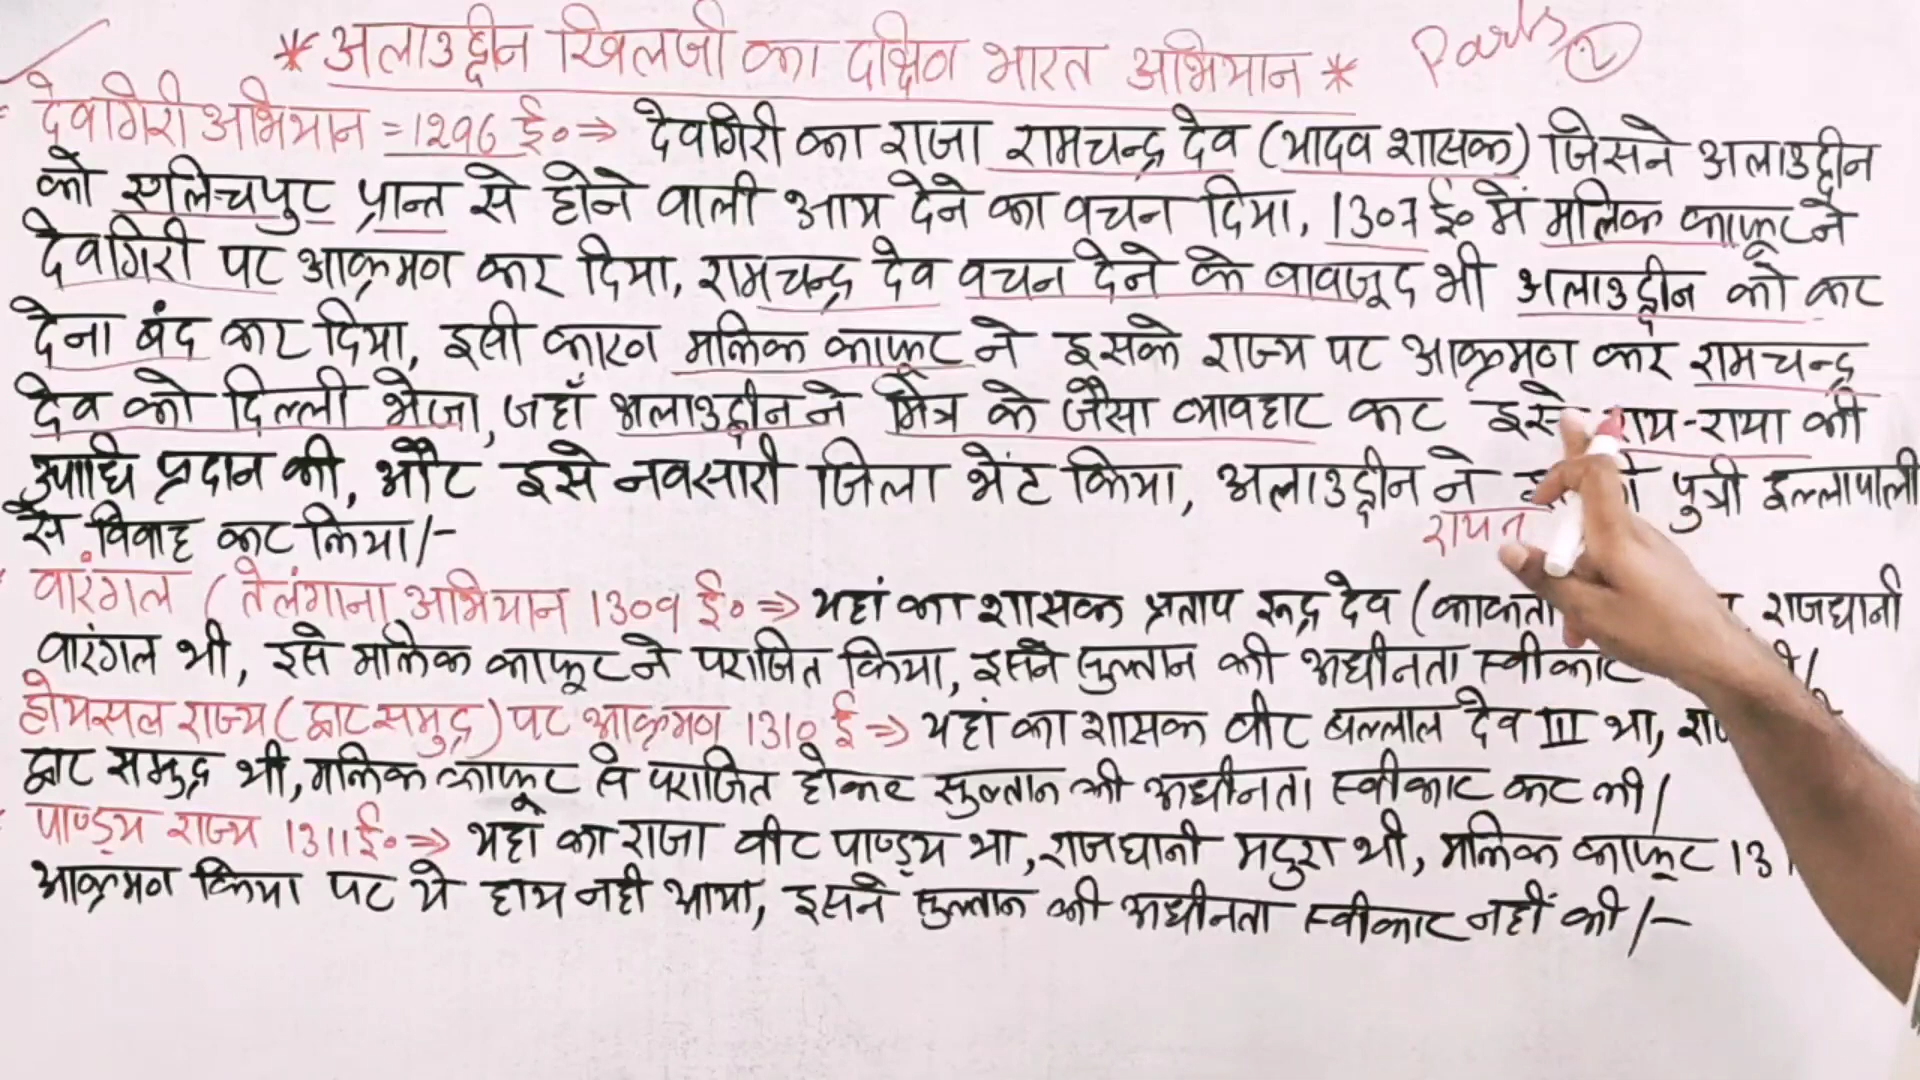 * अलाउद्दीन खिलजी का दक्षिण भारत अभियान * Part 2
देवगिरी अभियान = 1296 ई० ⇒ देवगिरी का राजा रामचन्द्र देव (यादव शासक) जिसने अलाउद्दीन
को एलिचपुर प्रान्त से होने वाली आय देने का वचन दिया, 1307 ई० में मलिक काफूर ने
देवगिरी पर आक्रमण कर दिया, रामचन्द्र देव वचन देने के बावजूद भी अलाउद्दीन को कर
देना बंद कर दिया, इसी कारण मलिक काफूर ने इसके राज्य पर आक्रमण कर रामचन्द्र
देव को दिल्ली भेजा, जहाँ अलाउद्दीन ने मित्र के जैसा व्यावहार कर इसे राय-राया की
उपाधि प्रदान की, और इसे नवसारी जिला भेंट किया, अलाउद्दीन ने पुत्री इल्लापाली
से विवाह कर लिया/-
वारंगल (तेलंगाना अभियान 1309 ई० ⇒ यहां का शासक प्रताप रूद्र देव ( राजधानी
वारंगल थी, इसे मलिक काफूर ने पराजित किया, इसने सुल्तान की अधीनता स्वीकार
होयसल राज्य (द्वार समुद्र) पर आक्रमण 1310 ई ⇒ यहां का शासक वीर बल्लाल देव III था,
द्वार समुद्र थी, मलिक काफूर से पराजित होकर सुल्तान की अधीनता स्वीकार कर ली/
पाण्ड्य राज्य 1311 ई० ⇒ यहां का राजा वीर पाण्ड्य था, राजधानी मदुरा थी, मलिक काफूर
आक्रमण किया पर ये हाथ नही आया, इसने सुल्तान की अधीनता स्वीकार नहीं की/-